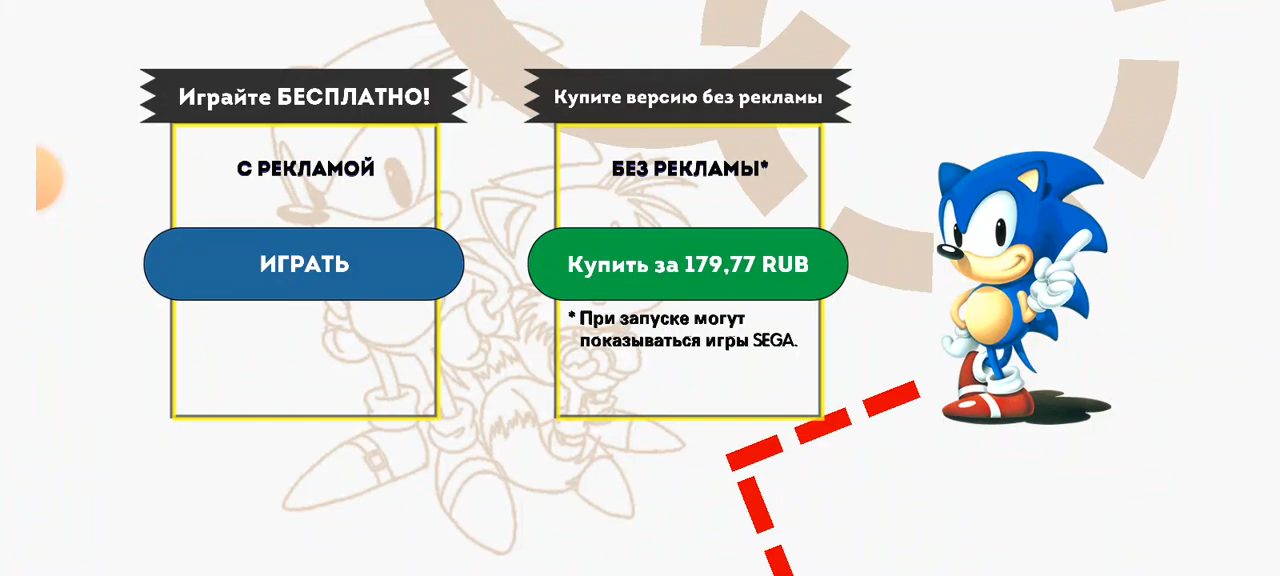 Играйте БЕСПЛАТНО!
С РЕКЛАМОЙ
ИГРАТЬ
Купите версию без рекламы
БЕЗ РЕКЛАМЫ*
Купить за 179,77 RUB
* При запуске могут
показываться игры SEGA.